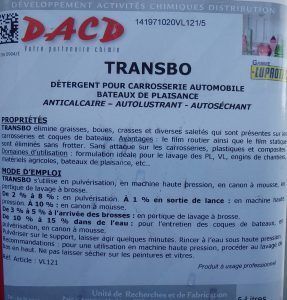 DÉVELOPPEMENT ACTIVITÉS CHIMIQUES DISTRIBUTION
DACD
141971020VL121/5
Votre partenaire chimie
GAMME
LUPROTEC
TRANSBO
DÉTERGENT POUR CARROSSERIE AUTOMOBILE
BATEAUX DE PLAISANCE
ANTICALCAIRE – AUTOLUSTRANT - AUTOSÉCHANT
PROPRIÉTÉS
TRANSBO élimine graisses, boues, crasses et diverses saletés qui sont présentes sur les
carrosseries et coques de bateaux. Avantages : le film routier ainsi que le film statique
sont éliminés sans frotter. Sans attaque sur les carrosseries, plastiques et composites.
Domaines d'utilisation : formulation idéale pour le lavage des PL, VL, engins de chantiers,
matériels agricoles, bateaux de plaisance, etc..
MODE D'EMPLOI
TRANSBO s'utilise en pulvérisation, en machine haute pression, en canon à mousse, en
portique de lavage à brosse.
De 2 % à 8% : en pulvérisation. À 1 % en sortie de lance : en machine haute
pression. À 10% : en canon à mousse.
De 3 % à 5 % à l'arrivée des brosses : en portique de lavage à brosse.
De 10 % à 15 % dans de l'eau : pour l'entretien des coques de bateaux, en
pulvérisation, en canon à mousse.
Pulvériser sur le support, laisser agir quelques minutes. Rincer à l'eau sous haute pression.
Recommandations : pour une utilisation en machine haute pression, procéder au lavage de
bas en haut. Ne pas laisser sécher sur les peintures et vitres.
Ref. Article : VL121
Produit à usage professionnel
Unité de Recherches et de Fabrication
5 Litres